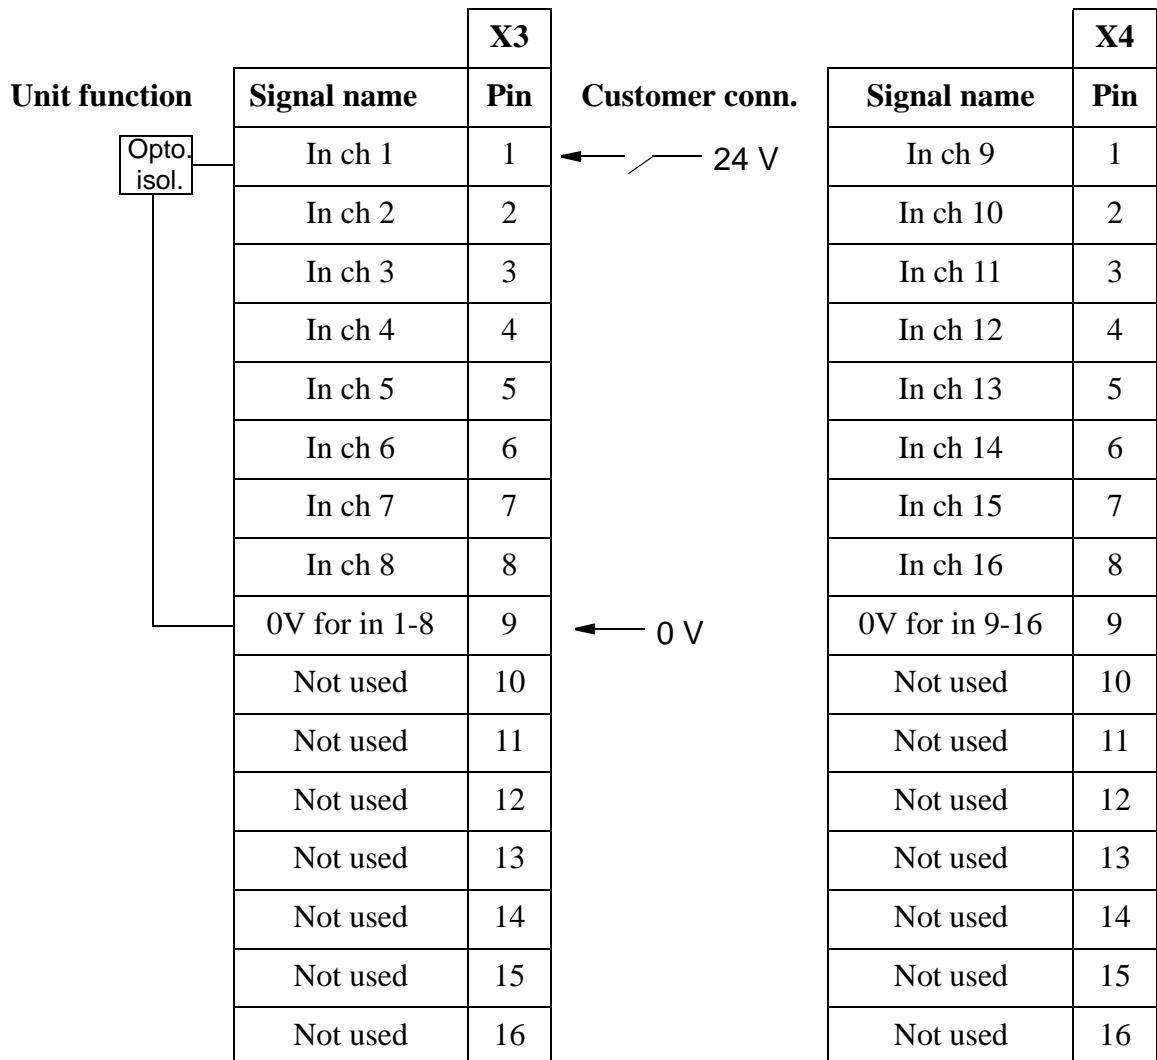 X3 X4
Unit function Signal name Pin Customer conn. Signal name Pin
Opto. In ch 1 1 24 V In ch 9 1
isol.
In ch 2 2 In ch 10 2
In ch 3 3 In ch 11 3
In ch 4 4 In ch 12 4
In ch 5 5 In ch 13 5
In ch 6 6 In ch 14 6
In ch 7 7 In ch 15 7
In ch 8 8 In ch 16 8
0V for in 1-8 9 0 V 0V for in 9-16 9
Not used 10 Not used 10
Not used 11 Not used 11
Not used 12 Not used 12
Not used 13 Not used 13
Not used 14 Not used 14
Not used 15 Not used 15
Not used 16 Not used 16